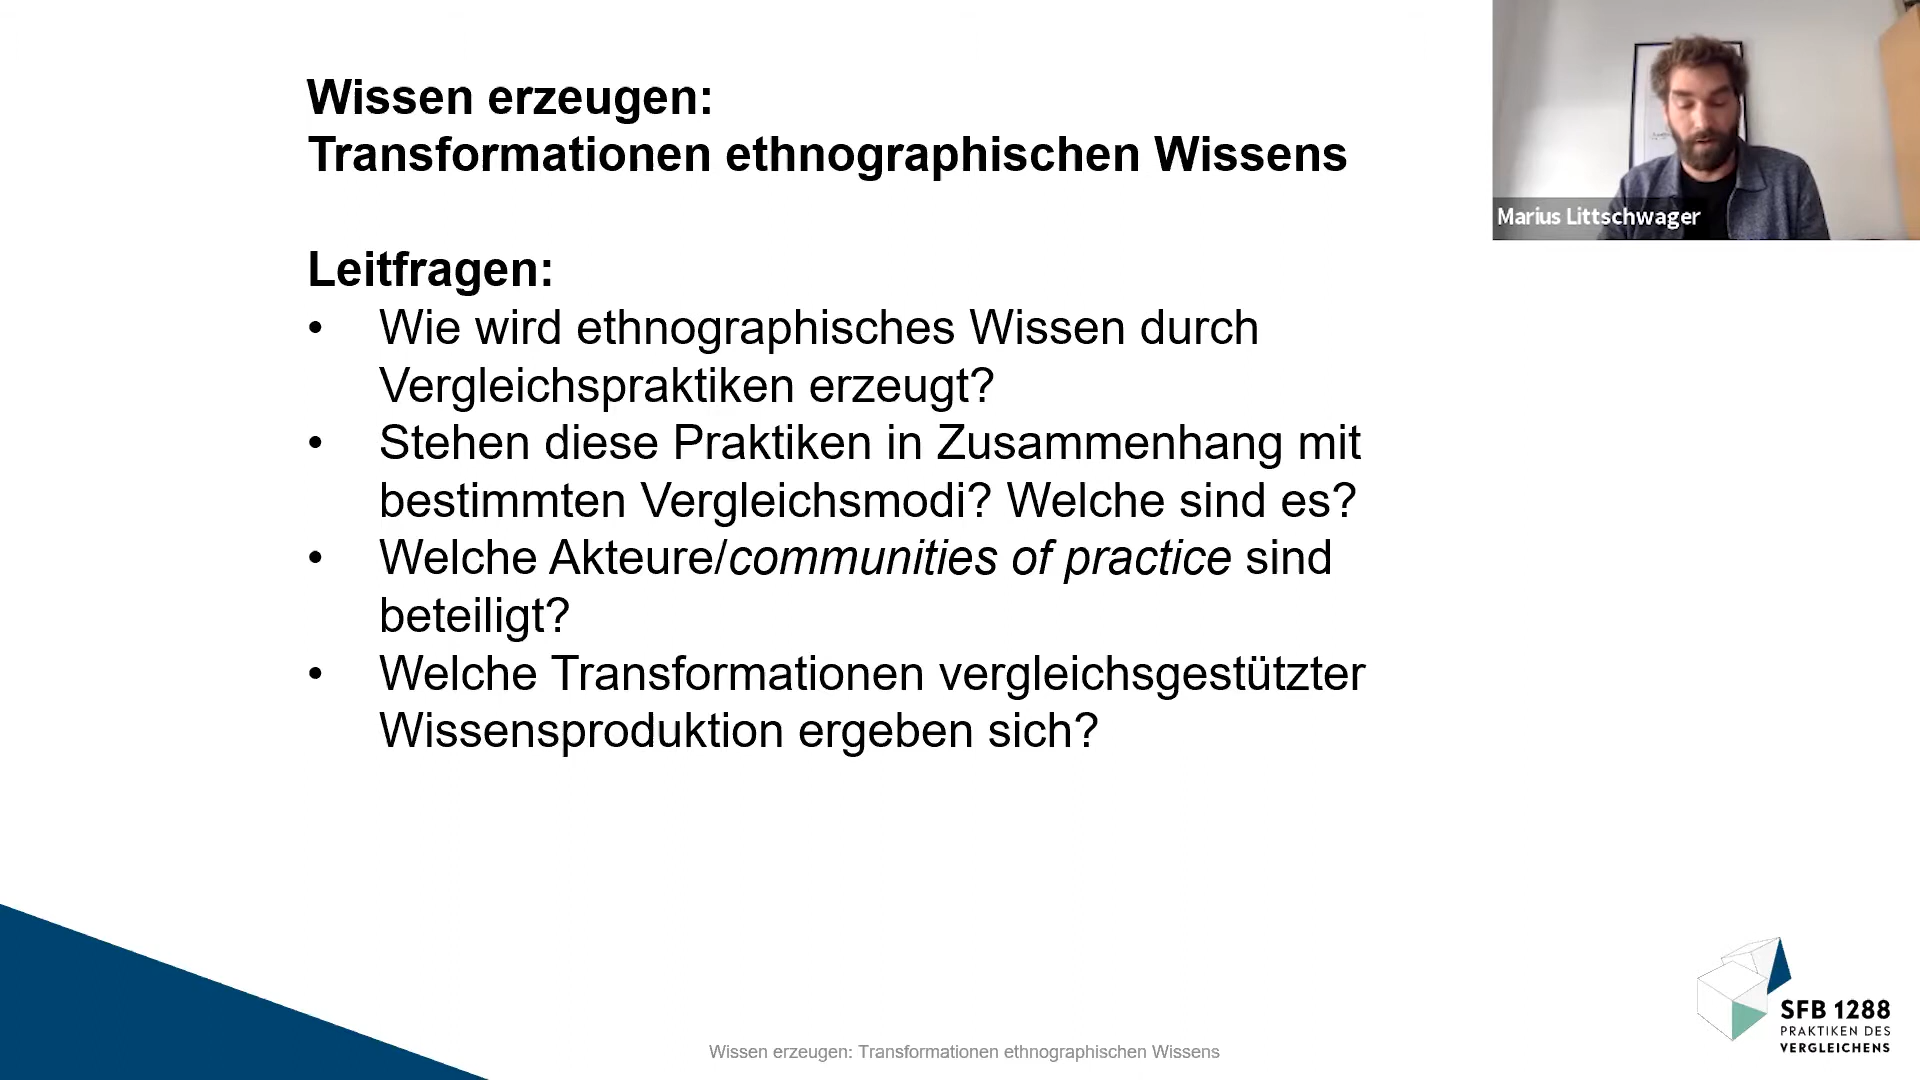 Wissen erzeugen:
Transformationen ethnographischen Wissens
Leitfragen:
• Wie wird ethnographisches Wissen durch
Vergleichspraktiken erzeugt?
• Stehen diese Praktiken in Zusammenhang mit
bestimmten Vergleichsmodi? Welche sind es?
• Welche Akteure/communities of practice sind
beteiligt?
• Welche Transformationen vergleichsgestützter
Wissensproduktion ergeben sich?
Marius Littschwager
SFB 1288
PRAKTIKEN DES
VERGLEICHENS
Wissen erzeugen: Transformationen ethnographischen Wissens